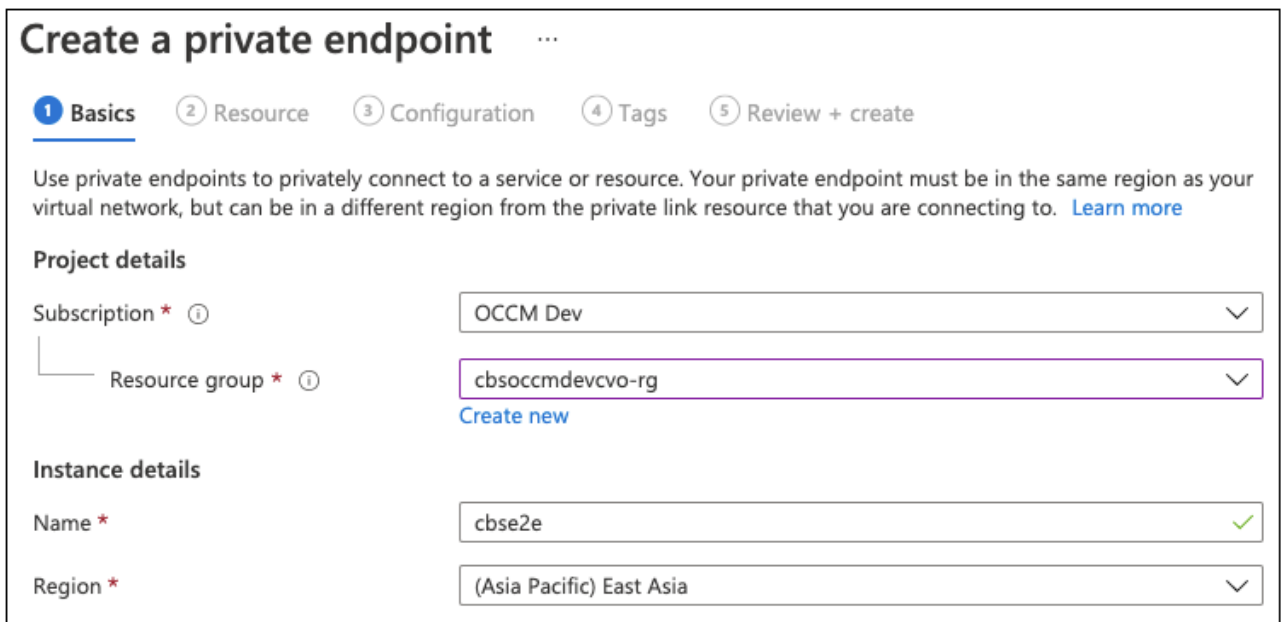 Create a private endpoint ...
1 Basics 2 Resource 3 Configuration 4 Tags 5 Review + create
Use private endpoints to privately connect to a service or resource. Your private endpoint must be in the same region as your
virtual network, but can be in a different region from the private link resource that you are connecting to. Learn more
Project details
Subscription * OCCM Dev
Resource group * cbsoccmdevcvo-rg
Create new
Instance details
Name * cbse2e
Region * (Asia Pacific) East Asia